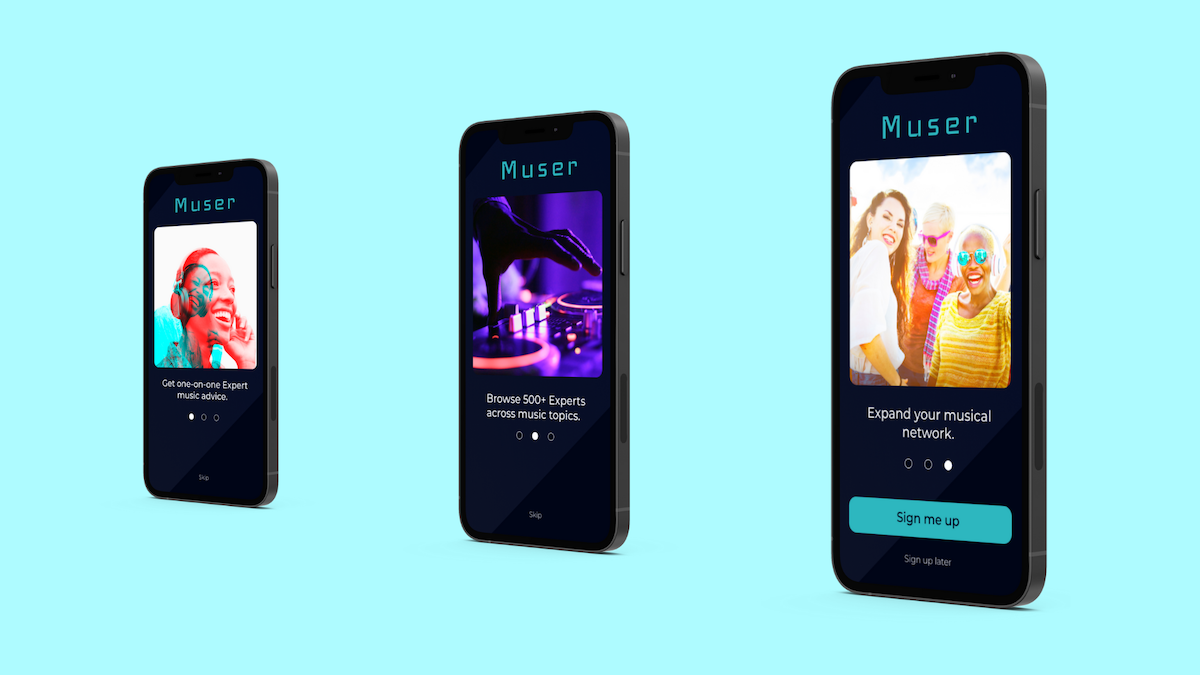 Muser
Get one-on-one Expert
music advice.
Skip
Muser
Browse 500+ Experts
across music topics.
Skip
Muser
Expand your musical
network.
Sign me up
Sign up later